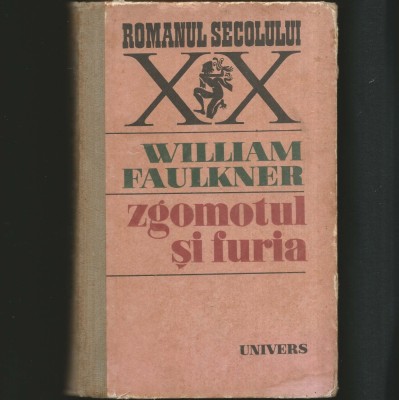 ROMANUL SECOLULUI
XX
WILLIAM
FAULKNER
zgomotul
și furia
UNIVERS